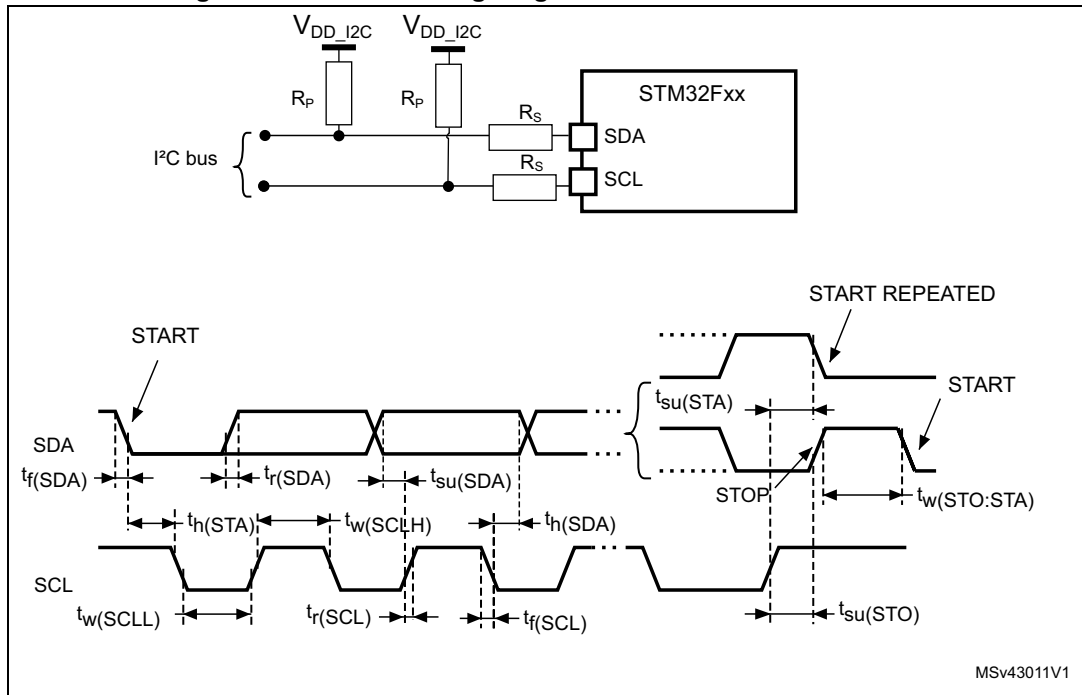 VDD_I2C VDD_I2C
STM32Fxx
RP RP
RS
SDA
I²C bus
RS
SCL
START REPEATED
START
START
tsu(STA)
SDA
tf(SDA) tr(SDA) tsu(SDA) STOP tw(STO:STA)
th(STA) tw(SCLH) th(SDA)
SCL
tw(SCLL) tr(SCL) tf(SCL) tsu(STO)
MSv43011V1